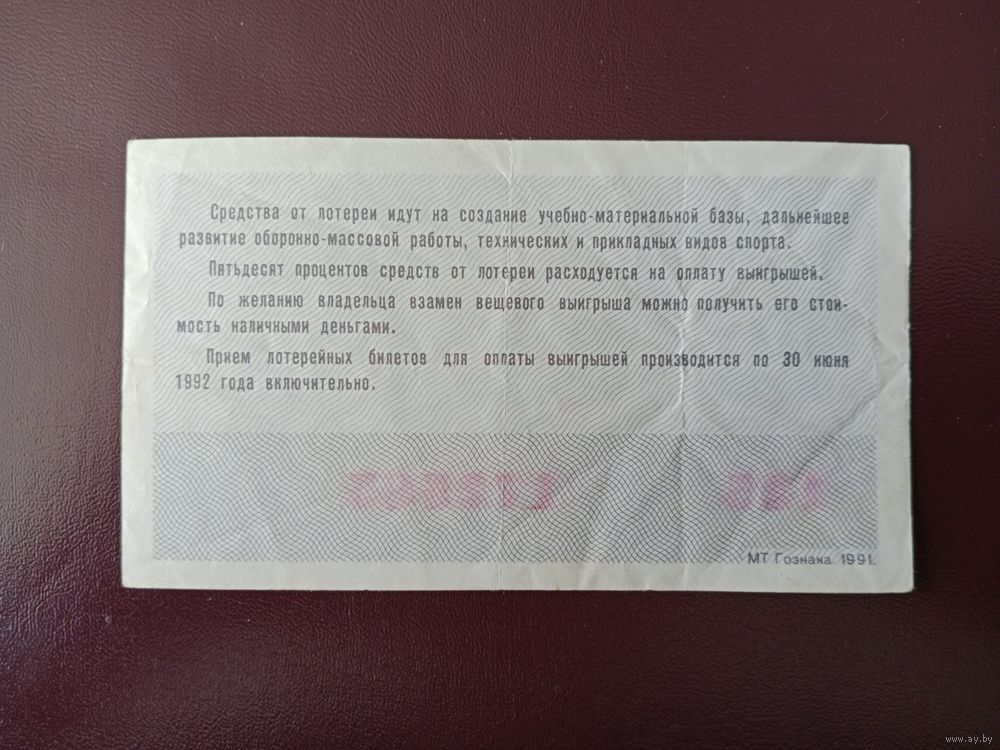 Средства от лотереи идут на создание учебно-материальной базы, дальнейшее
развитие оборонно-массовой работы, технических и прикладных видов спорта.
Пятьдесят процентов средств от лотереи расходуется на оплату выигрышей.
По желанию владельца взамен вещевого выигрыша можно получить его стои-
мость наличными деньгами.
Прием лотерейных билетов для оплаты выигрышей производится по 30 июня
1992 года включительно.
МТ Гознака. 1991.
www.ay.by